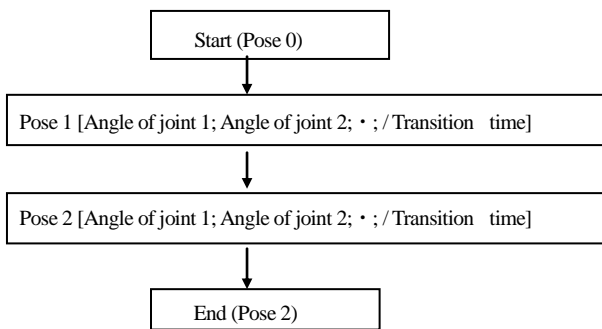 Start (Pose 0)
Pose 1 [Angle of joint 1; Angle of joint 2;・; / Transition time]
Pose 2 [Angle of joint 1; Angle of joint 2;・; / Transition time]
End (Pose 2)